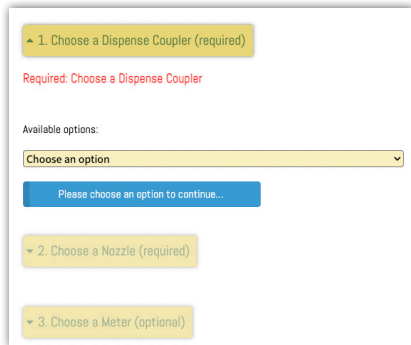 1. Choose a Dispense Coupler (required)
Required: Choose a Dispense Coupler
Available options:
Choose an option
Please choose an option to continue...
2. Choose a Nozzle (required)
3. Choose a Meter (optional)